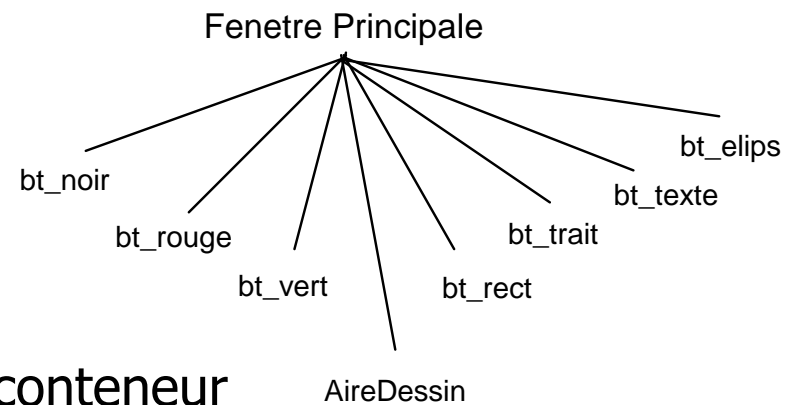 Fenetre Principale
bt_elips
bt_noir
bt_texte
bt_rouge
bt_trait
bt_vert
bt_rect
conteneur
AireDessin